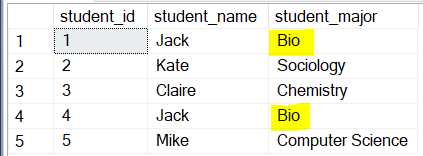 student_id student_name student_major
1 1 Jack Bio
2 2 Kate Sociology
3 3 Claire Chemistry
4 4 Jack Bio
5 5 Mike Computer Science